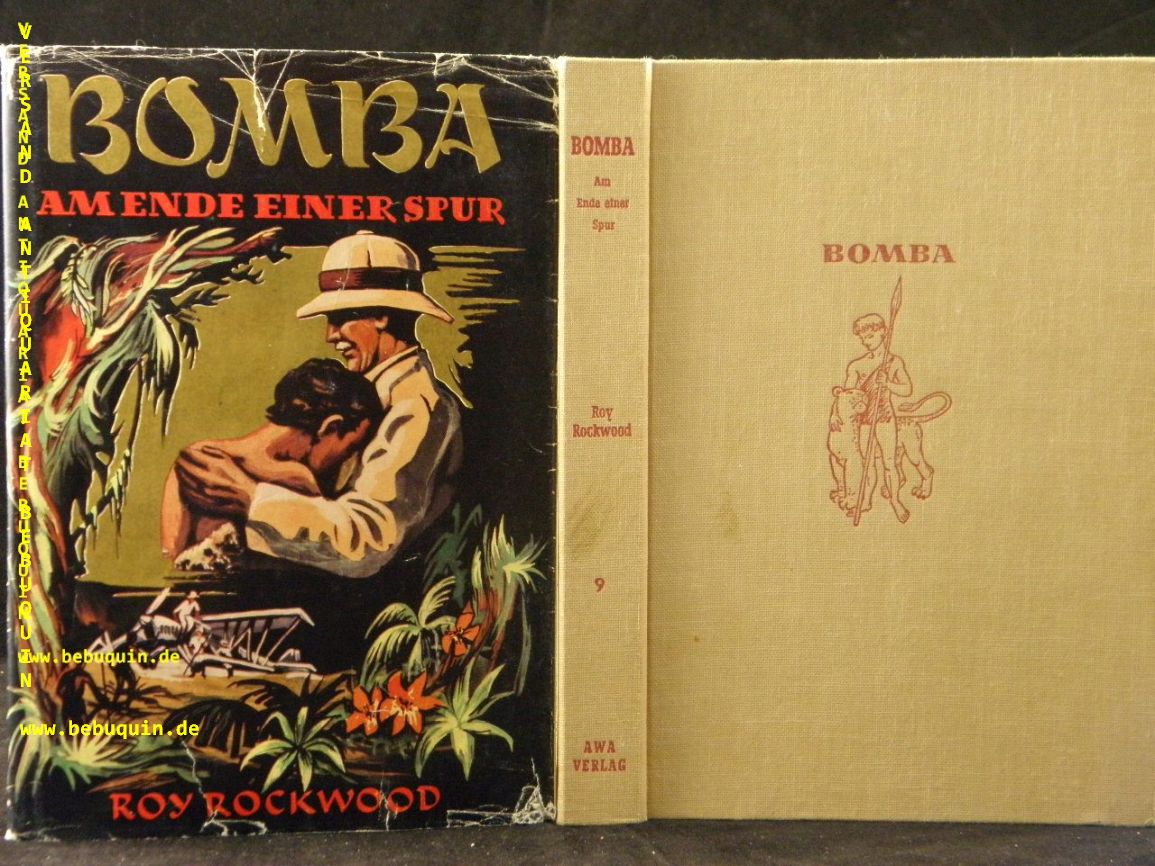 BOMBA
AM ENDE EINER SPUR
ROY ROCKWOOD
BOMBA
Am
Ende einer
Spur
Roy
Rockwood
9
AWA
VERLAG
BOMBA
VERSAND ANTIQUARIAT BEBUQUIN
www.bebuquin.de
www.bebuquin.de